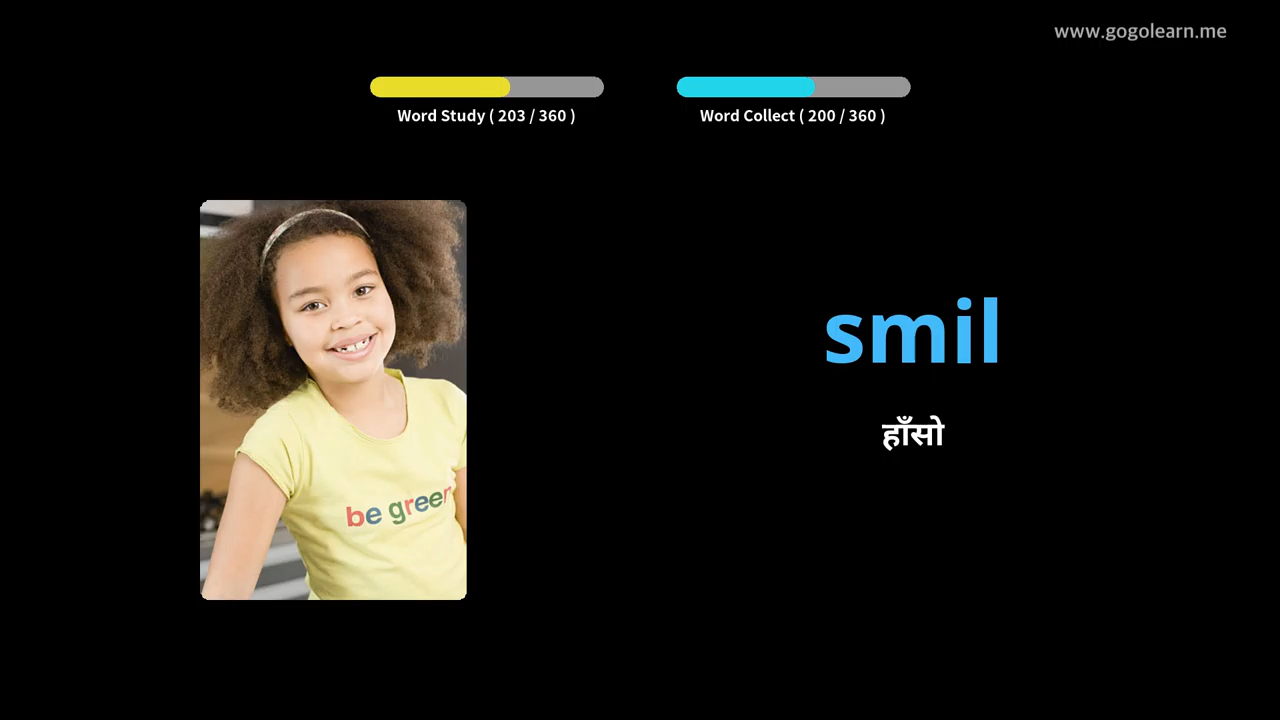 www.gogolearn.me
Word Study ( 203 / 360 )
Word Collect ( 200 / 360 )
smil
हाँसो
be green